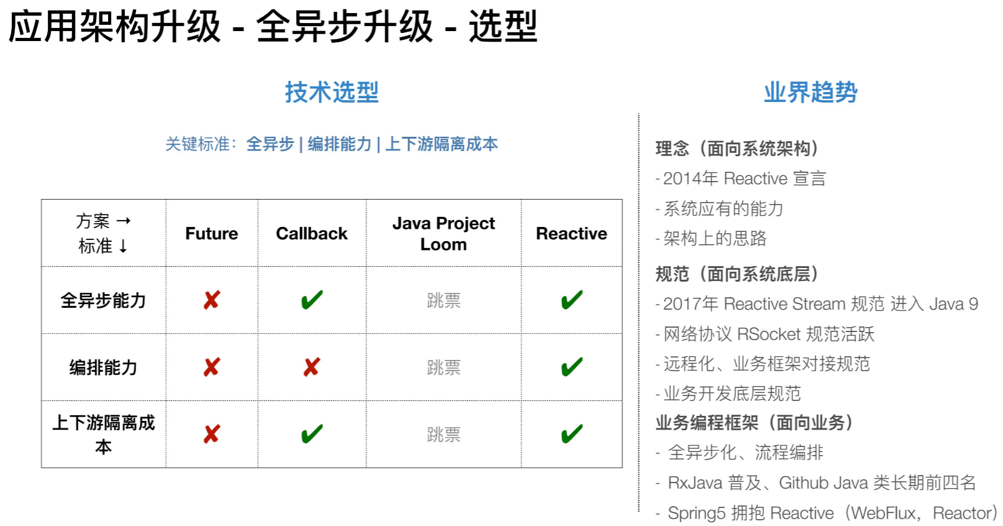 应用架构升级 - 全异步升级 - 选型
技术选型
关键标准：全异步 | 编排能力 | 上下游隔离成本
方案 →
标准 ↓
Future
Callback
Java Project
Loom
Reactive
全异步能力
✘
✔
跳票
✔
编排能力
✘
✘
跳票
✔
上下游隔离成
本
✘
✔
跳票
✔
业界趋势
理念（面向系统架构）
- 2014年 Reactive 宣言
- 系统应有的能力
- 架构上的思路
规范（面向系统底层）
- 2017年 Reactive Stream 规范 进入 Java 9
- 网络协议 RSocket 规范活跃
- 远程化、业务框架对接规范
- 业务开发底层规范
业务编程框架（面向业务）
- 全异步化、流程编排
- RxJava 普及、Github Java 类长期前四名
- Spring5 拥抱 Reactive（WebFlux，Reactor）